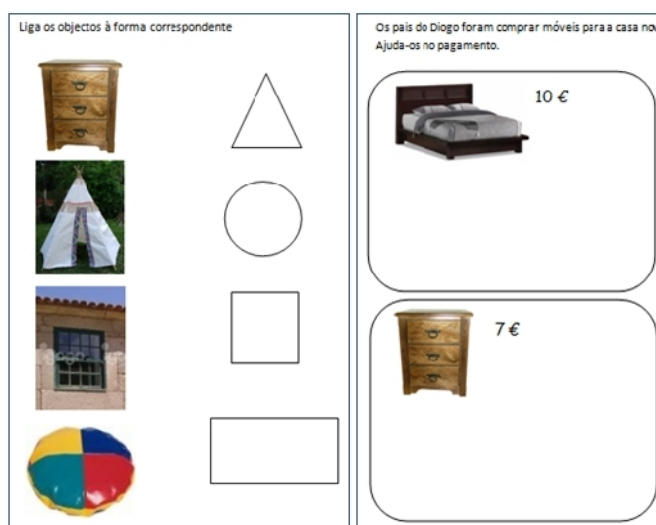 Liga os objectos à forma correspondente
Os pais do Diogo foram comprar móveis para a casa
Ajuda-os no pagamento.
10 €
7 €